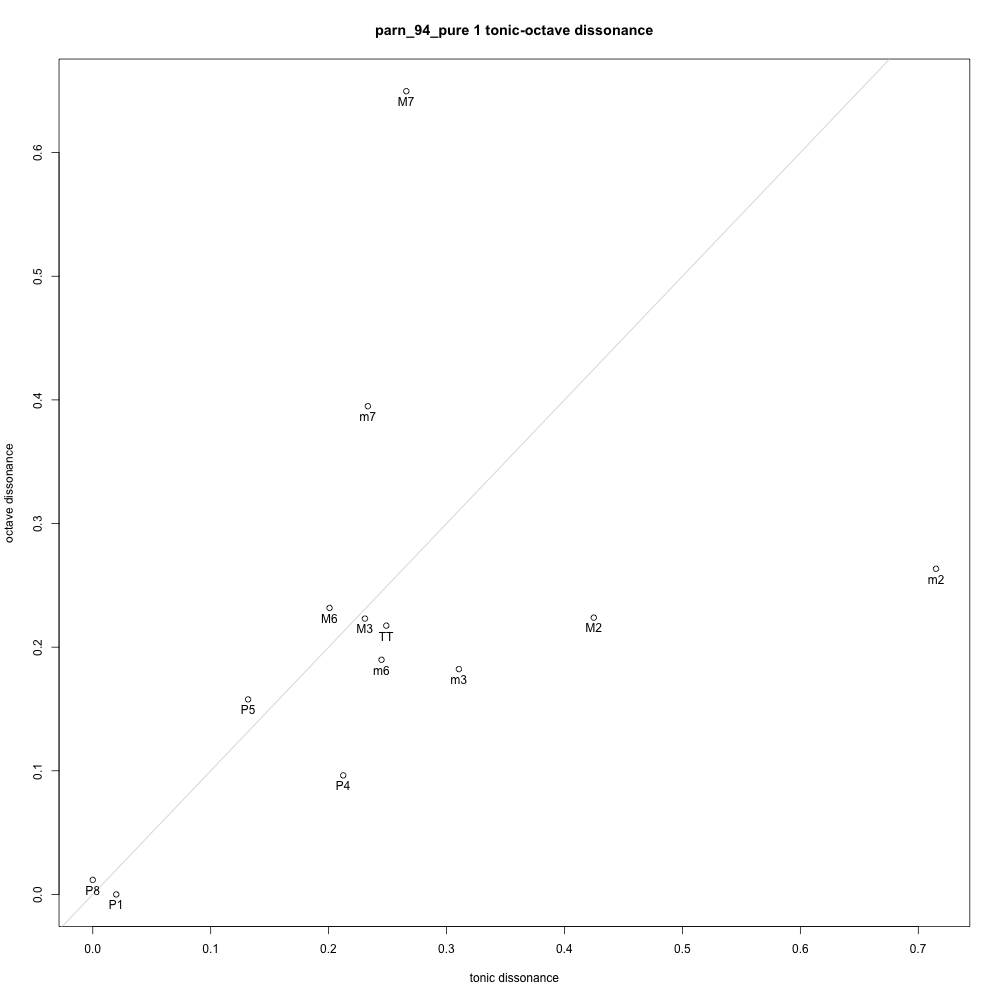 parn_94_pure 1 tonic-octave dissonance
M7
m7
m2
M6
M3
TT
M2
m6
m3
P5
P4
P8
P1
0.6
0.5
0.4
0.3
0.2
0.1
0.0
octave dissonance
0.0 0.1 0.2 0.3 0.4 0.5 0.6 0.7
tonic dissonance